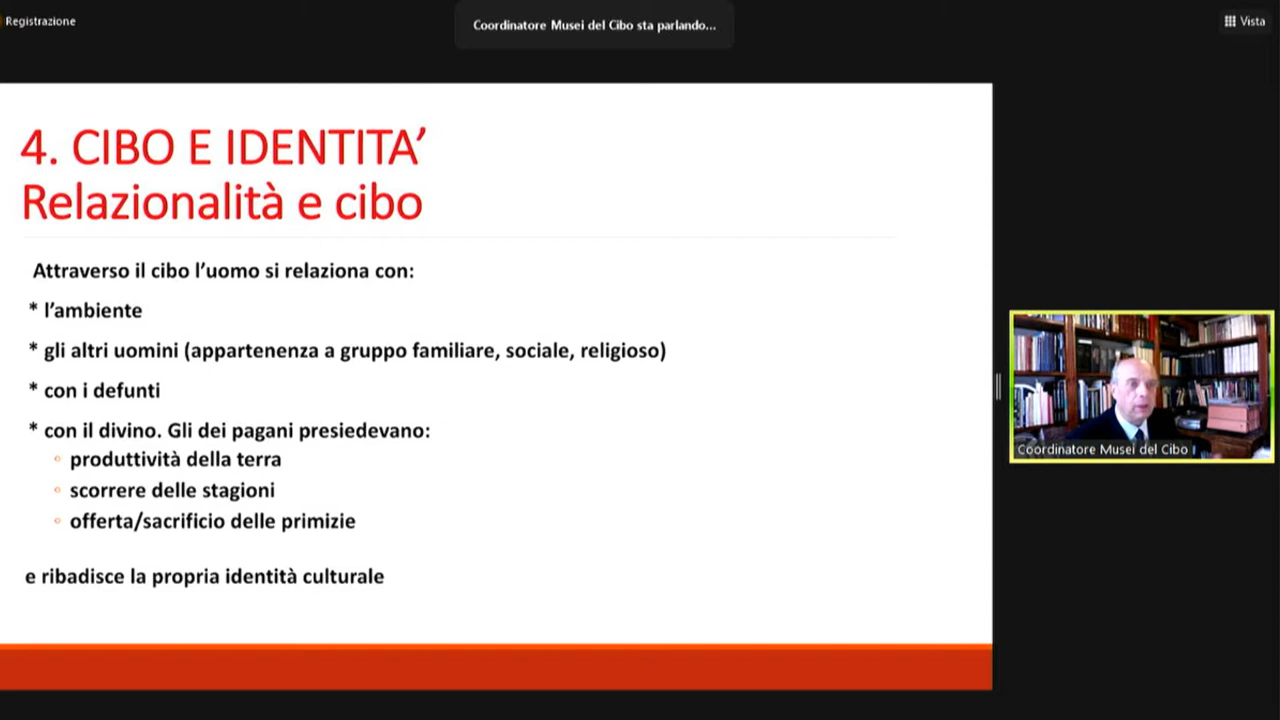 Registrazione
Coordinatore Musei del Cibo sta parlando...
Vista
4. CIBO E IDENTITA’
Relazionalità e cibo
Attraverso il cibo l’uomo si relaziona con:
* l’ambiente
* gli altri uomini (appartenenza a gruppo familiare, sociale, religioso)
* con i defunti
* con il divino. Gli dei pagani presiedevano:
◦ produttività della terra
◦ scorrere delle stagioni
◦ offerta/sacrificio delle primizie
e ribadisce la propria identità culturale
Coordinatore Musei del Cibo